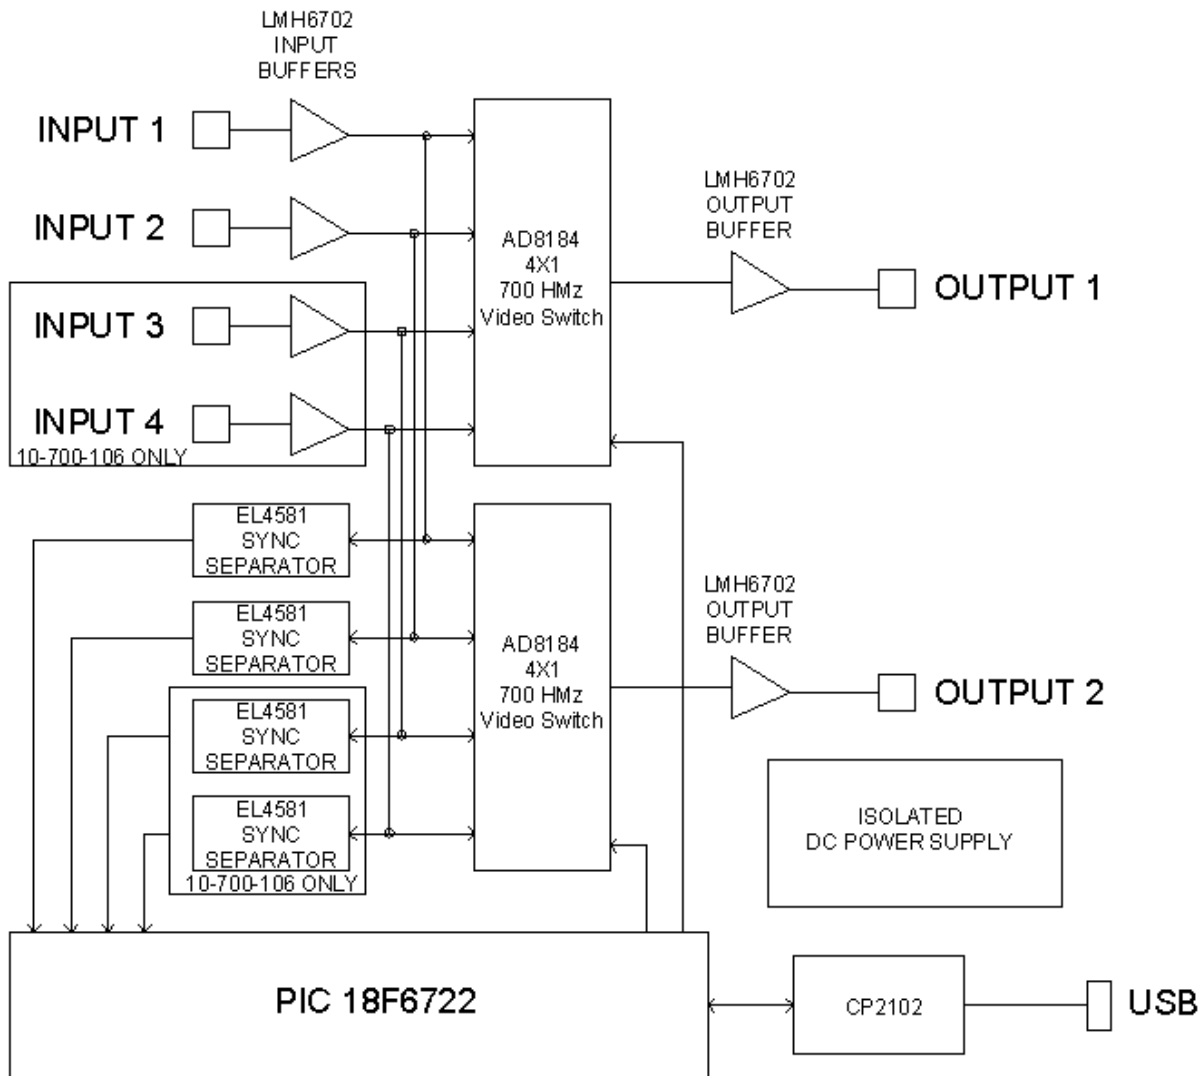 LMH6702
INPUT
BUFFERS
INPUT 1
INPUT 2
INPUT 3
INPUT 4
10-700-106 ONLY
AD8184
4X1
700 HMz
Video Switch
LMH6702
OUTPUT
BUFFER
OUTPUT 1
EL4581
SYNC
SEPARATOR
EL4581
SYNC
SEPARATOR
EL4581
SYNC
SEPARATOR
EL4581
SYNC
SEPARATOR
10-700-106 ONLY
AD8184
4X1
700 HMz
Video Switch
LMH6702
OUTPUT
BUFFER
OUTPUT 2
ISOLATED
DC POWER SUPPLY
PIC 18F6722
CP2102
USB